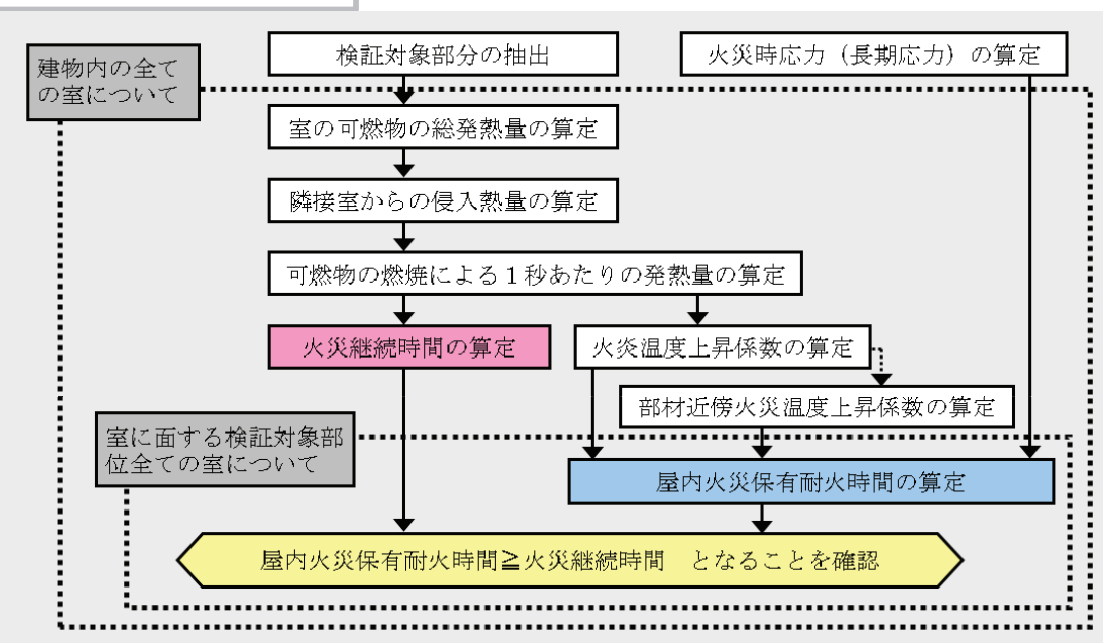 検証対象部分の抽出
火災時応力（長期応力）の算定
建物内の全て
の室について
室の可燃物の総発熱量の算定
隣接室からの侵入熱量の算定
可燃物の燃焼による１秒あたりの発熱量の算定
火災継続時間の算定
火炎温度上昇係数の算定
部材近傍火災温度上昇係数の算定
室に面する検証対象部
位全ての室について
屋内火災保有耐火時間の算定
屋内火災保有耐火時間≧火災継続時間　となることを確認